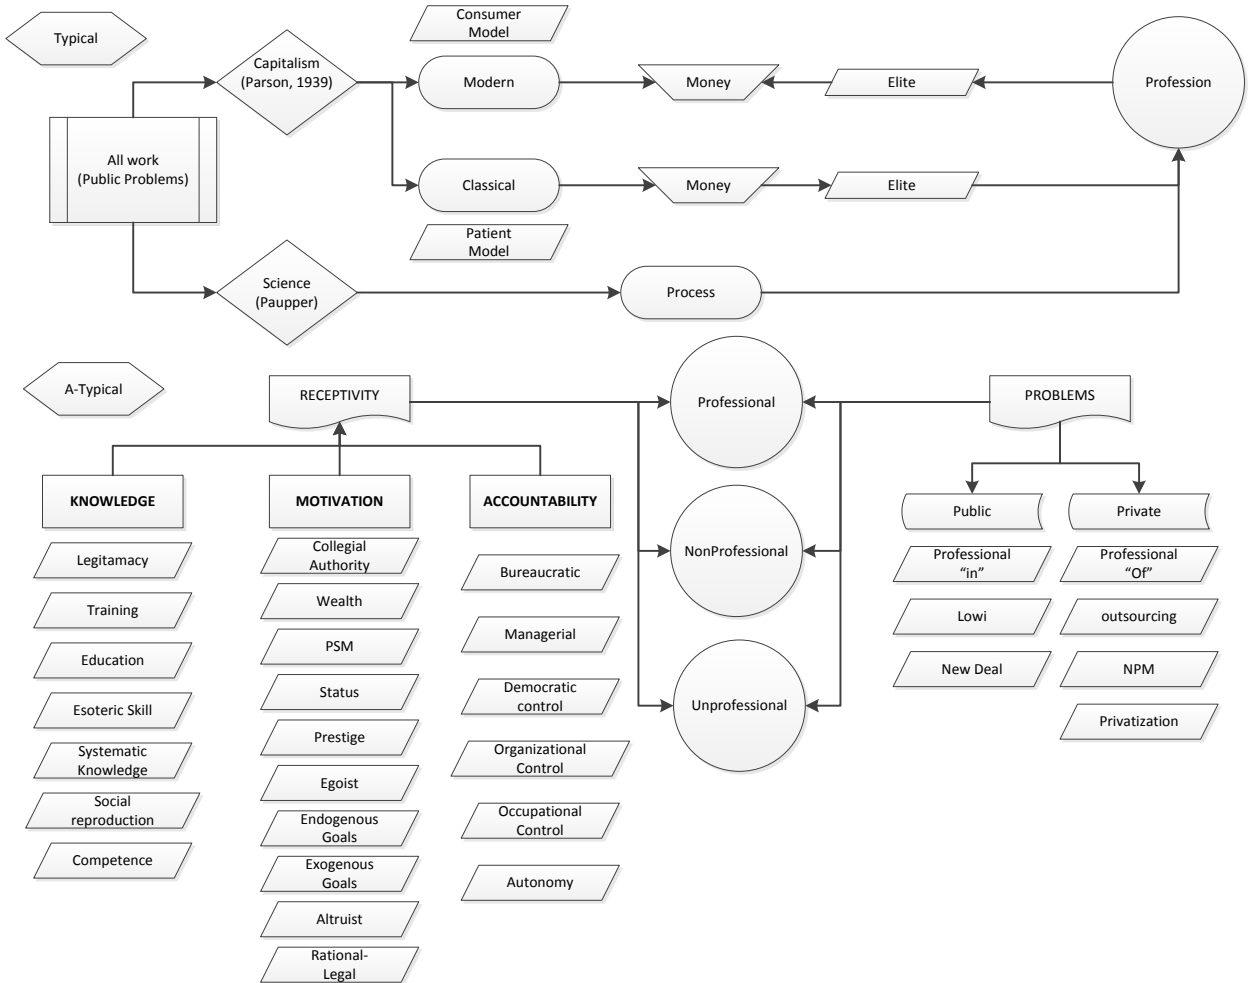 Typical
Consumer
Model
Capitalism
(Parson, 1939)
Modern
Money
Elite
Profession
All work
(Public Problems)
Classical
Money
Elite
Patient
Model
Science
(Paupper)
Process
A-Typical
RECEPTIVITY
Professional
PROBLEMS
KNOWLEDGE
MOTIVATION
ACCOUNTABILITY
NonProfessional
Unprofessional
Public
Private
Legitamacy
Training
Education
Esoteric Skill
Systematic
Knowledge
Social
reproduction
Competence
Collegial
Authority
Wealth
PSM
Status
Prestige
Egoist
Endogenous
Goals
Exogenous
Goals
Altruist
Rational-
Legal
Bureaucratic
Managerial
Democratic
control
Organizational
Control
Occupational
Control
Autonomy
Professional
“in”
Lowi
New Deal
Professional
“Of”
outsourcing
NPM
Privatization